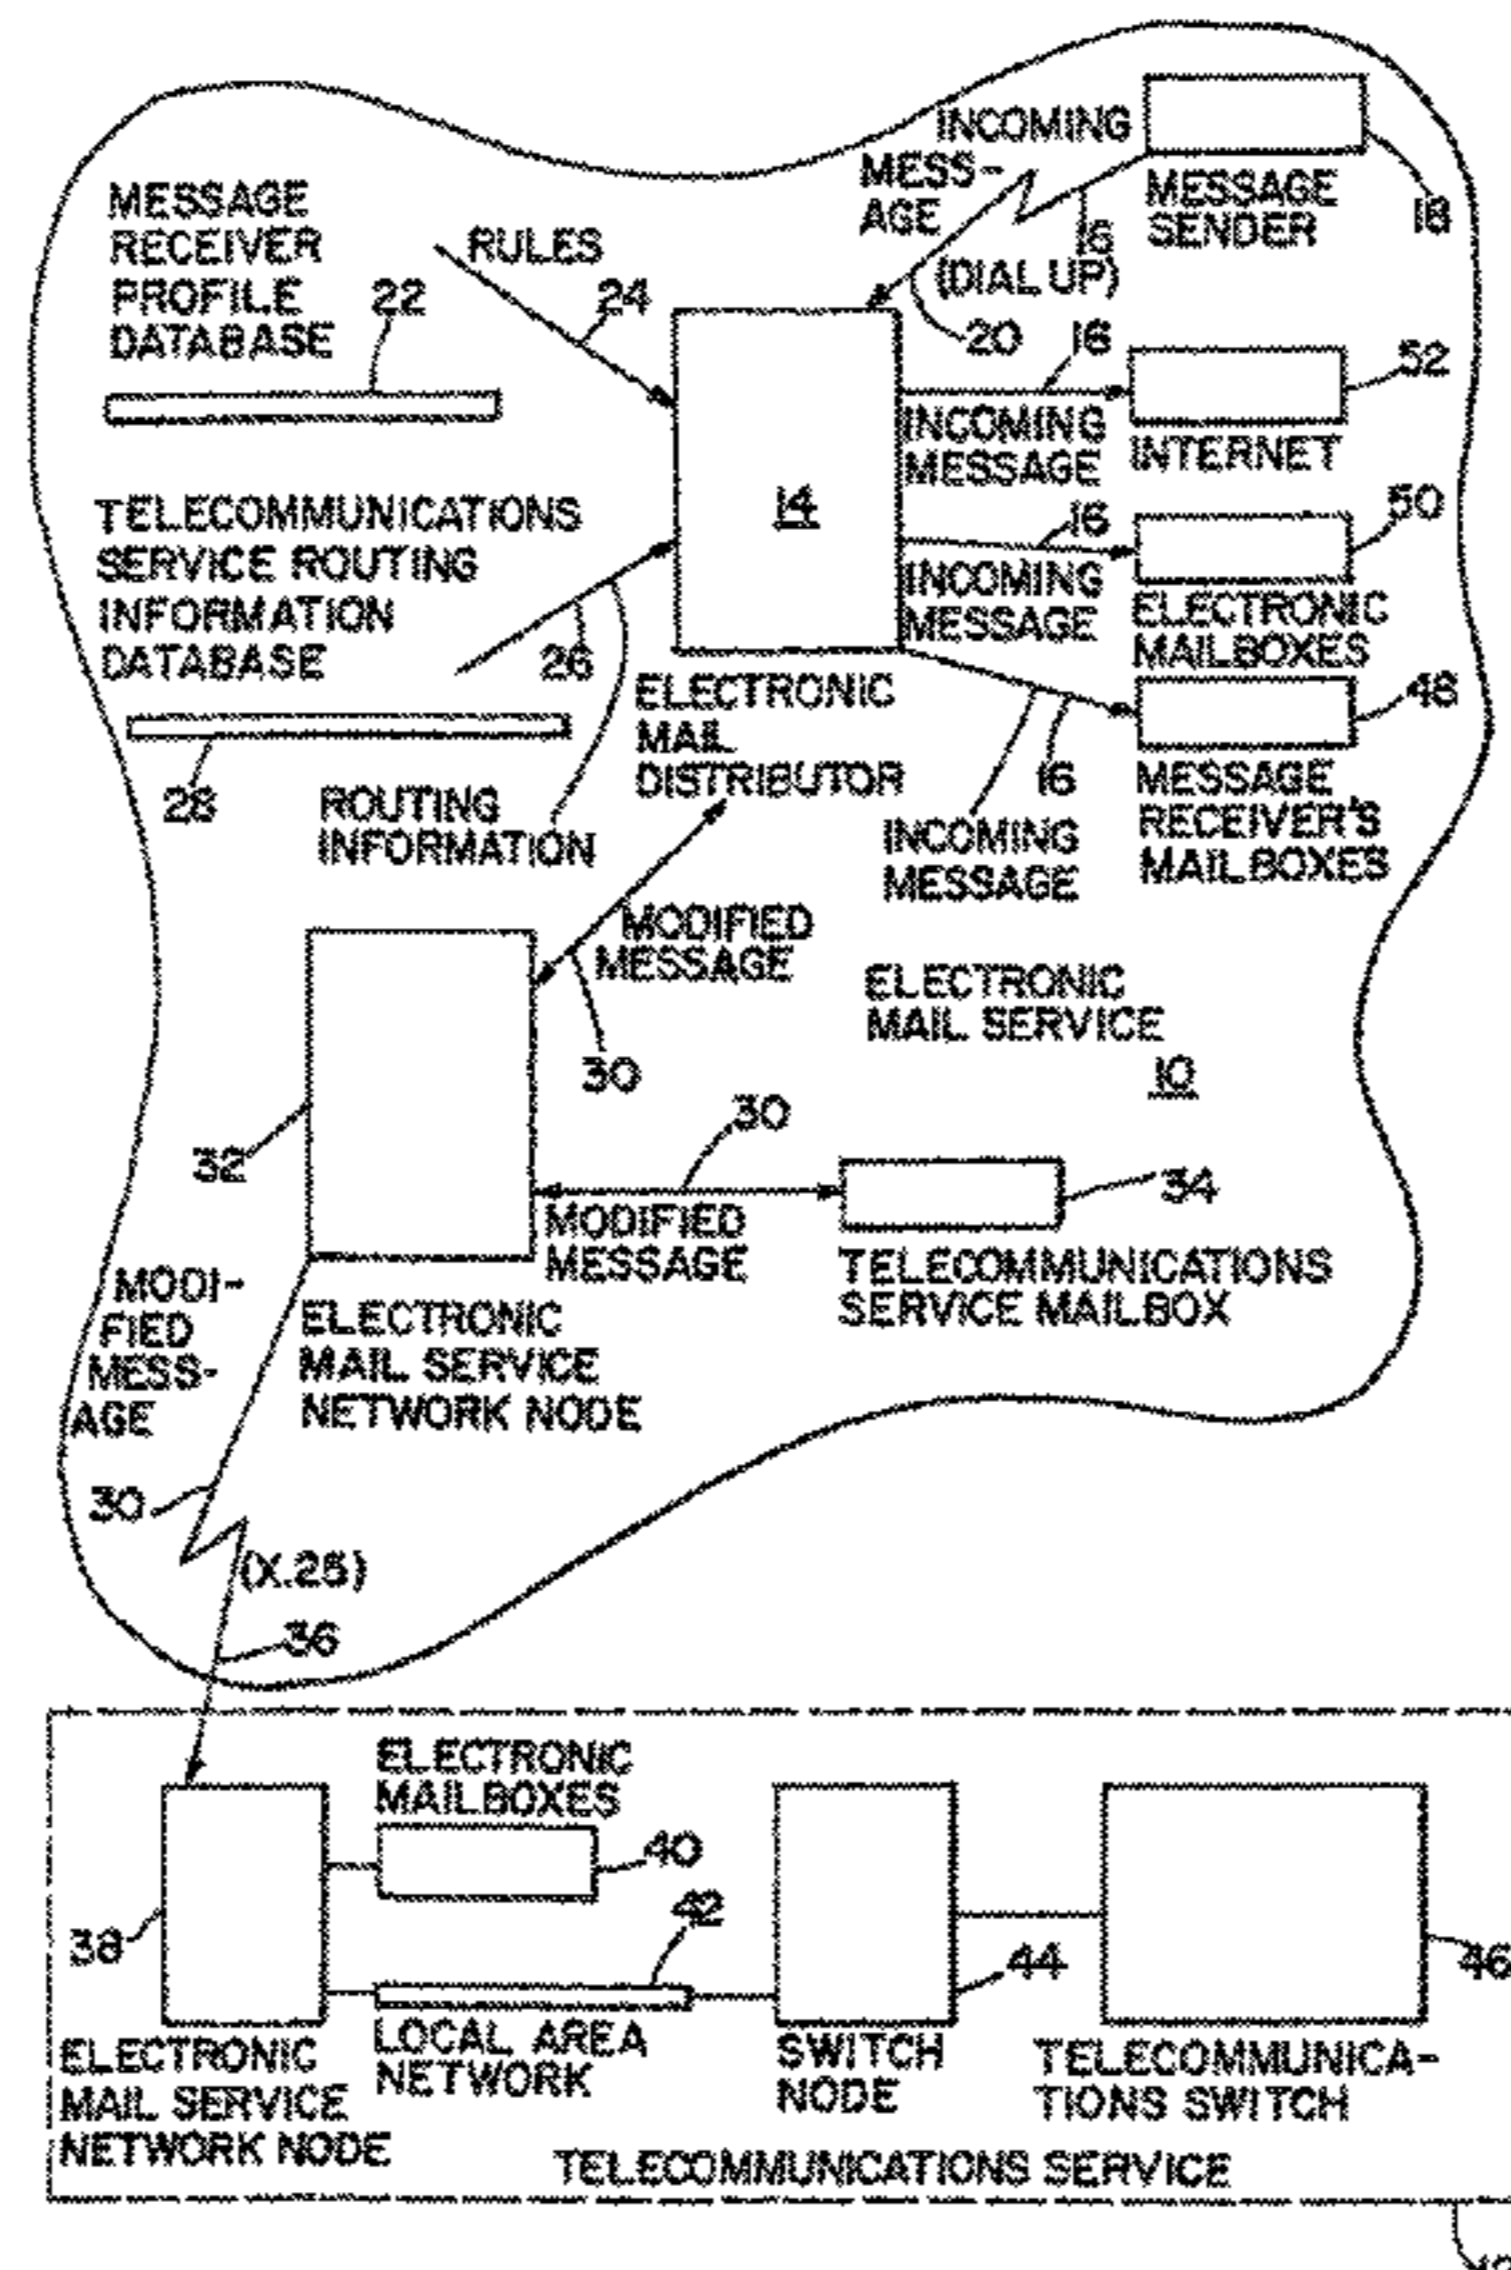 INCOMING
MESS-
AGE
MESSAGE
SENDER
18
16
(DIAL UP)
20
MESSAGE
RECEIVER
PROFILE
DATABASE
22
RULES
24
16
52
INCOMING
MESSAGE
INTERNET
14
TELECOMMUNICATIONS
SERVICE ROUTING
INFORMATION
DATABASE
26
16
50
INCOMING
MESSAGE
ELECTRONIC
MAILBOXES
28
ELECTRONIC
MAIL
DISTRIBUTOR
48
16
MESSAGE
RECEIVER'S
MAILBOXES
ROUTING
INFORMATION
INCOMING
MESSAGE
MODIFIED
MESSAGE
30
ELECTRONIC
MAIL SERVICE
10
32
30
34
MODIFIED
MESSAGE
TELECOMMUNICATIONS
SERVICE MAILBOX
MODI-
FIED
MESS-
AGE
ELECTRONIC
MAIL SERVICE
NETWORK NODE
30
(X.25)
36
ELECTRONIC
MAILBOXES
40
42
38
44
46
ELECTRONIC
MAIL SERVICE
NETWORK NODE
LOCAL AREA
NETWORK
SWITCH
NODE
TELECOMMUNICA-
TIONS SWITCH
TELECOMMUNICATIONS SERVICE